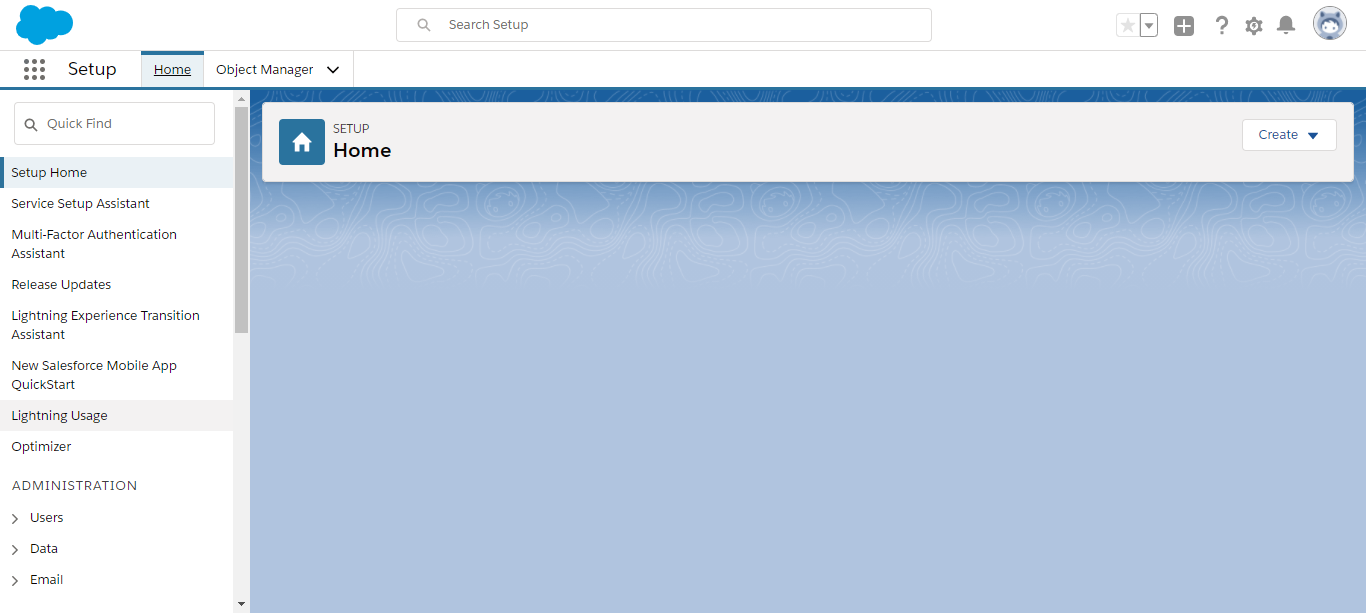 Search Setup
Setup
Home
Object Manager
Quick Find
Setup Home
Service Setup Assistant
Multi-Factor Authentication
Assistant
Release Updates
Lightning Experience Transition
Assistant
New Salesforce Mobile App
QuickStart
Lightning Usage
Optimizer
ADMINISTRATION
Users
Data
Email
SETUP
Home
Create